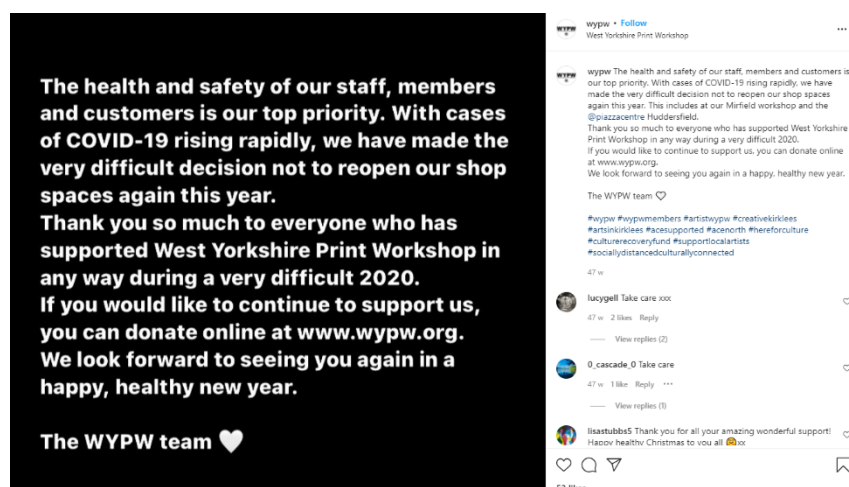 The health and safety of our staff, members
and customers is our top priority. With cases
of COVID-19 rising rapidly, we have made the
very difficult decision not to reopen our shop
spaces again this year.
Thank you so much to everyone who has
supported West Yorkshire Print Workshop in
any way during a very difficult 2020.
If you would like to continue to support us,
you can donate online at www.wypw.org.
We look forward to seeing you again in a
happy, healthy new year.
The WYPW team 🤍
wypw • Follow
West Yorkshire Print Workshop
wypw The health and safety of our staff, members and customers is
our top priority. With cases of COVID-19 rising rapidly, we have
made the very difficult decision not to reopen our shop spaces
again this year. This includes at our Mirfield workshop and the
@piazzacentre Huddersfield.
Thank you so much to everyone who has supported West Yorkshire
Print Workshop in any way during a very difficult 2020.
If you would like to continue to support us, you can donate online
at www.wypw.org.
We look forward to seeing you again in a happy, healthy new year.
The WYPW team ♡
#wypw #wypwmembers #artistwypw #creativekirklees
#artsinkirklees #acesupported #acenorth #hereforculture
#culturerecoveryfund #supportlocalartists
#sociallydistancedculturallyconnected
47 w
lucygell Take care xxx
47 w 2 likes Reply
View replies (2)
0_cascade_0 Take care
47 w 1 like Reply •••
View replies (1)
lisastubbs5 Thank you for all your amazing wonderful support!
Happy healthy Christmas to you all xx